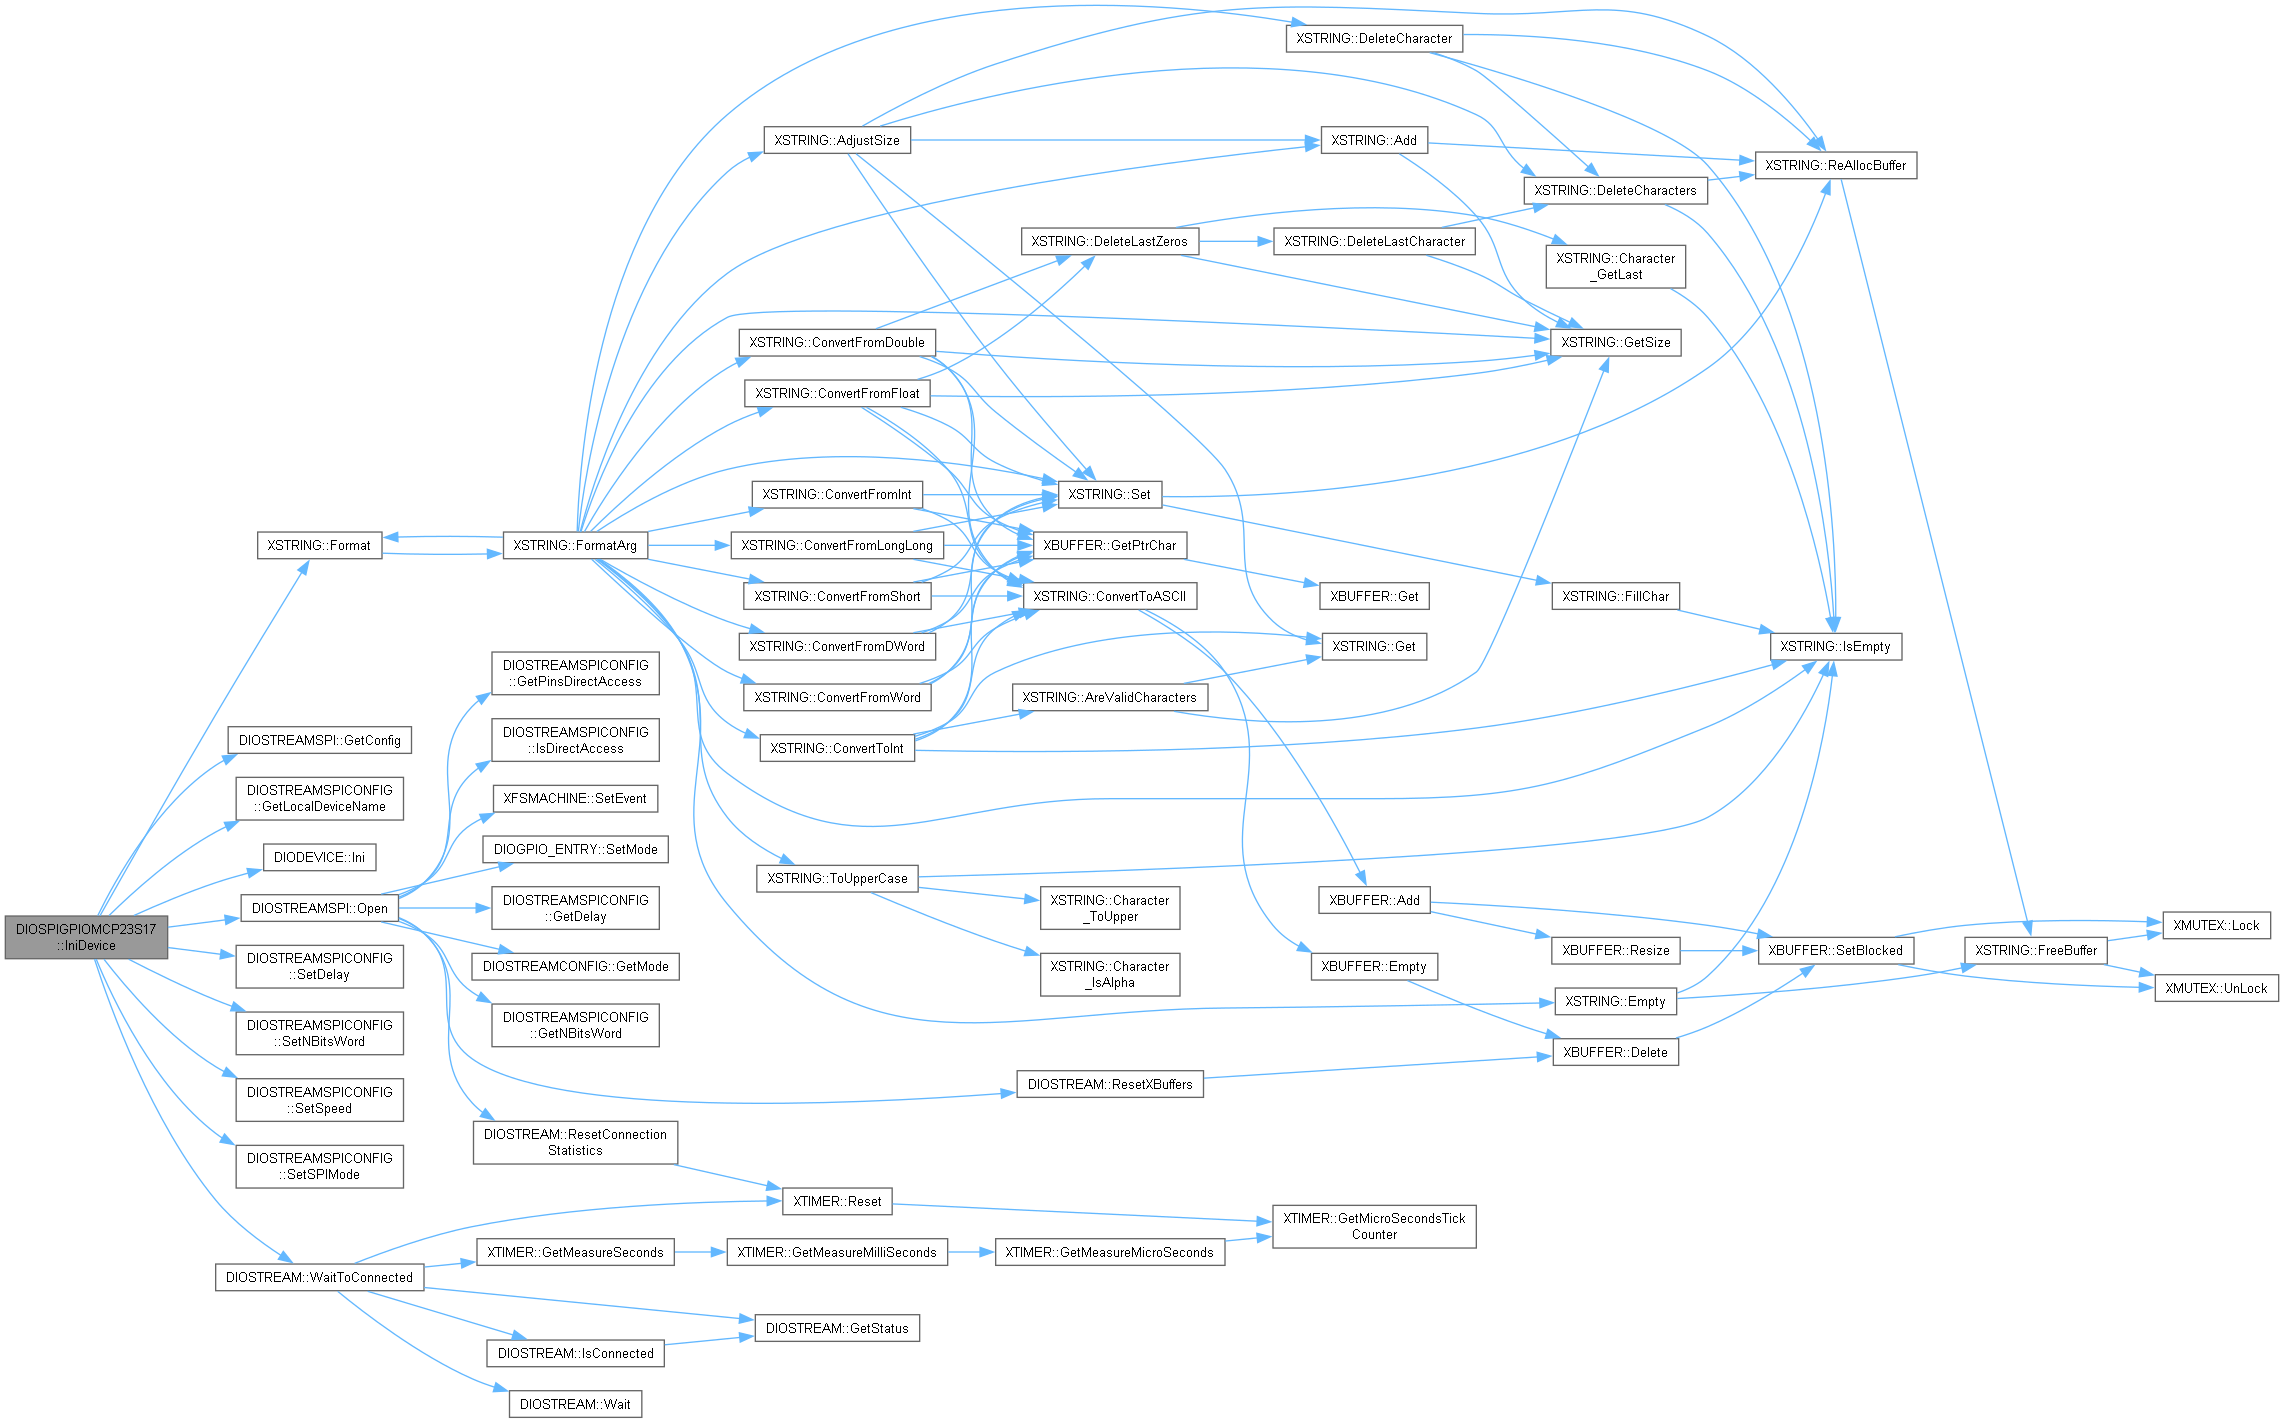 DIOSPIGPIOMCP23S17
::IniDevice
XSTRING::Format
DIOSTREAMSPI::GetConfig
DIOSTREAMSPICONFIG
::GetLocalDeviceName
DIODEVICE::Ini
DIOSTREAMSPI::Open
DIOSTREAMSPICONFIG
::SetDelay
DIOSTREAMSPICONFIG
::SetNBitsWord
DIOSTREAMSPICONFIG
::SetSpeed
DIOSTREAMSPICONFIG
::SetSPIMode
DIOSTREAM::WaitToConnected
XSTRING::FormatArg
DIOSTREAMSPICONFIG
::GetPinsDirectAccess
DIOSTREAMSPICONFIG
::IsDirectAccess
XFSMACHINE::SetEvent
DIOGPIO_ENTRY::SetMode
DIOSTREAMSPICONFIG
::GetDelay
DIOSTREAMCONFIG::GetMode
DIOSTREAMSPICONFIG
::GetNBitsWord
DIOSTREAM::ResetConnection
Statistics
XTIMER::GetMeasureSeconds
DIOSTREAM::IsConnected
DIOSTREAM::Wait
XSTRING::AdjustSize
XSTRING::ConvertFromDouble
XSTRING::ConvertFromFloat
XSTRING::ConvertFromInt
XSTRING::ConvertFromLongLong
XSTRING::ConvertFromShort
XSTRING::ConvertFromDWord
XSTRING::ConvertFromWord
XSTRING::ConvertToInt
XSTRING::ToUpperCase
XTIMER::Reset
XTIMER::GetMeasureMilliSeconds
DIOSTREAM::GetStatus
XSTRING::DeleteLastZeros
XSTRING::Set
XBUFFER::GetPtrChar
XSTRING::ConvertToASCII
XSTRING::AreValidCharacters
XSTRING::Character
_ToUpper
XSTRING::Character
_IsAlpha
DIOSTREAM::ResetXBuffers
XTIMER::GetMeasureMicroSeconds
XSTRING::DeleteCharacter
XSTRING::Add
XSTRING::DeleteLastCharacter
XBUFFER::Get
XSTRING::Get
XBUFFER::Add
XBUFFER::Empty
XTIMER::GetMicroSecondsTick
Counter
XSTRING::DeleteCharacters
XSTRING::Character
_GetLast
XSTRING::GetSize
XSTRING::FillChar
XBUFFER::Resize
XSTRING::Empty
XBUFFER::Delete
XSTRING::ReAllocBuffer
XSTRING::IsEmpty
XBUFFER::SetBlocked
XSTRING::FreeBuffer
XMUTEX::Lock
XMUTEX::UnLock